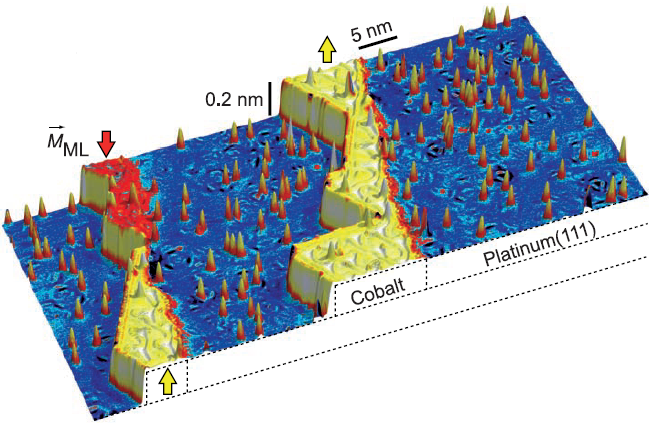 5 nm
0.2 nm
M⃗ML
Cobalt
Platinum(111)